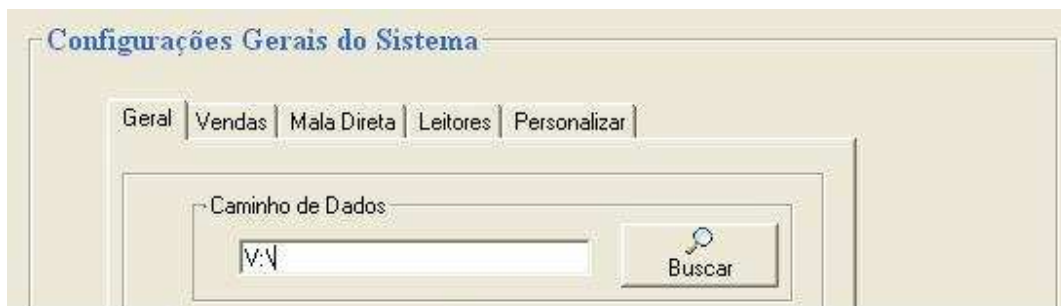 Configurações Gerais do Sistema
Geral Vendas Mala Direta Leitores Personalizar
Caminho de Dados
V:\
Buscar